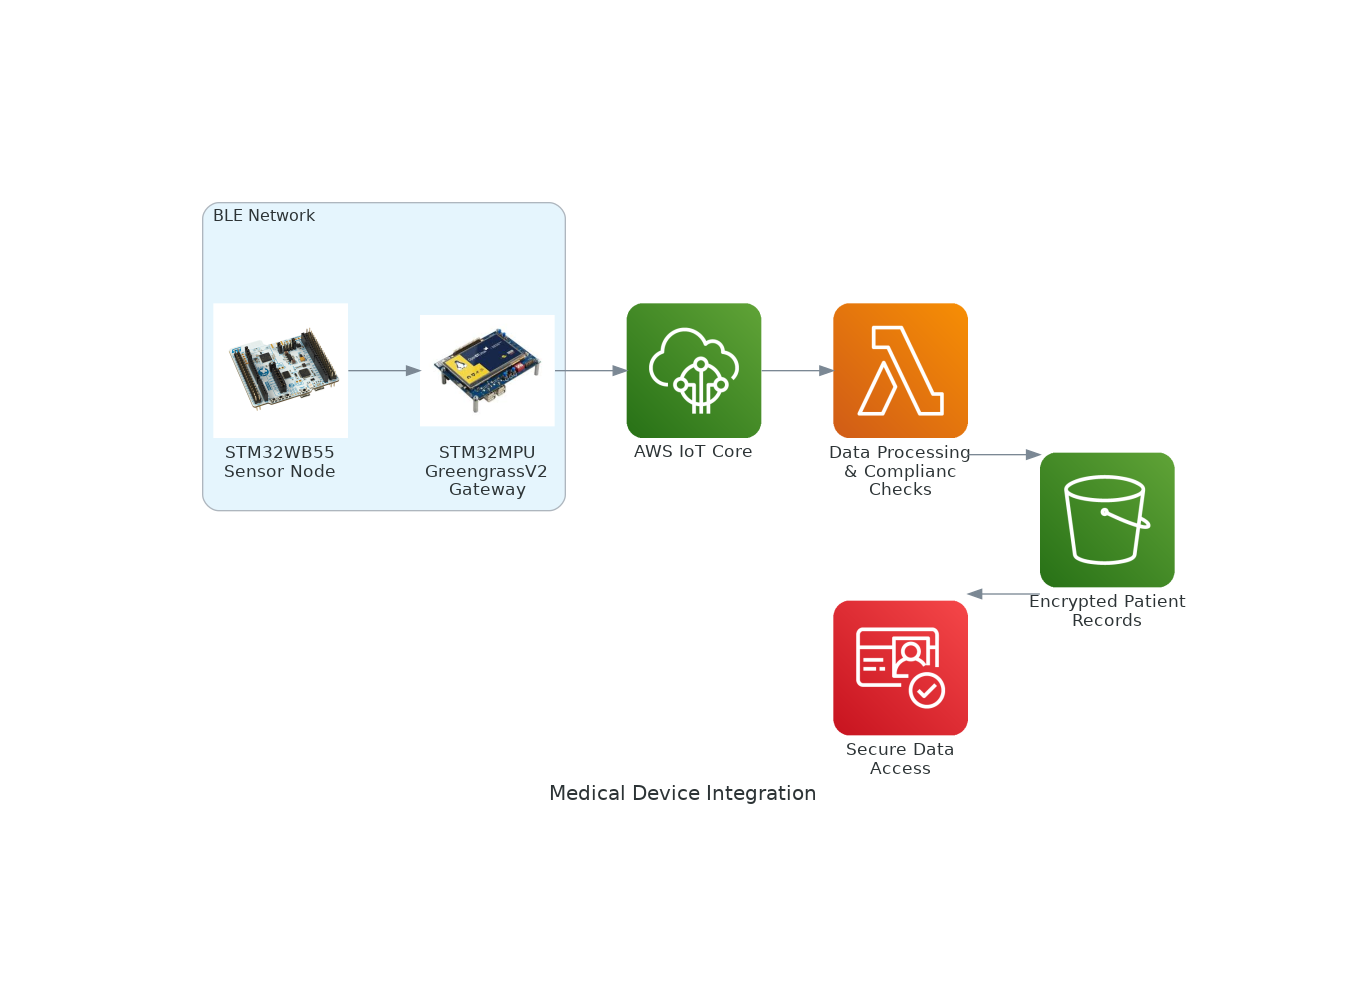 BLE Network
STM32WB55
Sensor Node
STM32MPU
GreengrassV2
Gateway
AWS IoT Core
Data Processing
& Complianc
Checks
Encrypted Patient
Records
Secure Data
Access
Medical Device Integration